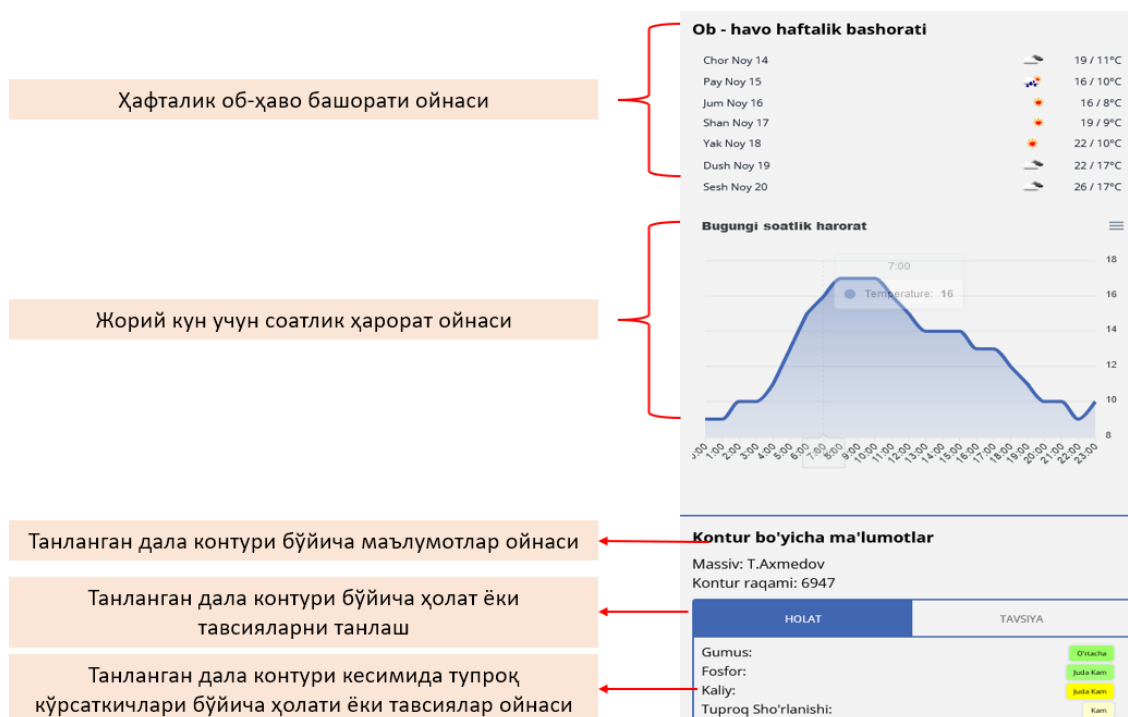 Ҳафталик об-ҳаво башорати ойнаси
Жорий кун учун соатлик ҳарорат ойнаси
Танланган дала контури бўйича маълумотлар ойнаси
Танланган дала контури бўйича ҳолат ёки
тавсияларни танлаш
Танланган дала контури кесимида тупроқ
кўрсаткичлари бўйича ҳолати ёки тавсиялар ойнаси
Ob - havo haftalik bashorati
Chor Noy 14 19 / 11°C
Pay Noy 15 16 / 10°C
Jum Noy 16 16 / 8°C
Shan Noy 17 19 / 9°C
Yak Noy 18 22 / 10°C
Dush Noy 19 22 / 17°C
Sesh Noy 20 26 / 17°C
Bugungi soatlik harorat
7:00
Temperature: 16
18
16
14
12
10
8
0:00 1:00 2:00 3:00 4:00 5:00 6:00 7:00 8:00 9:00 10:00 11:00 12:00 13:00 14:00 15:00 16:00 17:00 18:00 19:00 20:00 21:00 22:00 23:00
Kontur bo'yicha ma'lumotlar
Massiv: T.Axmedov
Kontur raqami: 6947
HOLAT TAVSIYA
Gumus: O'rtacha
Fosfor: Juda Kam
Kaliy: Juda Kam
Tuproq Sho'rlanishi: Kam